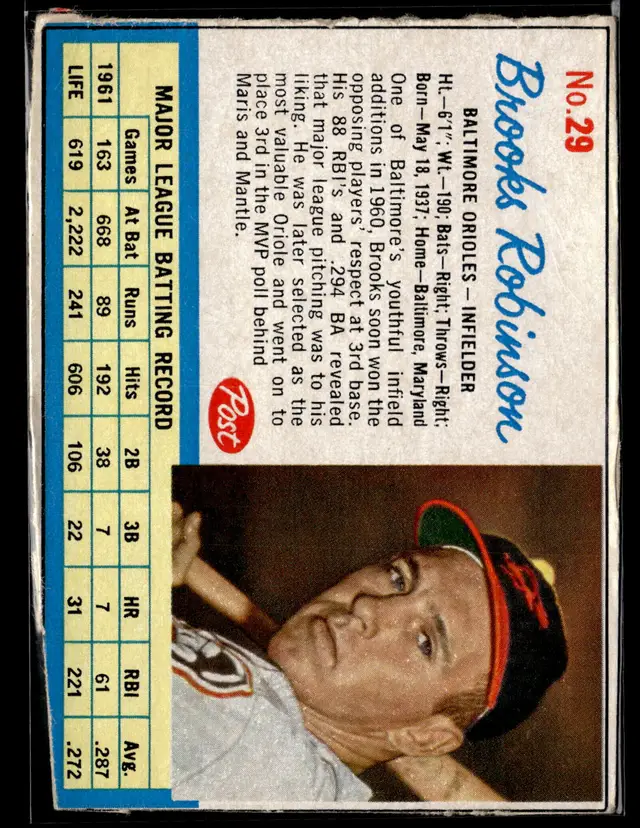 No. 29
Brooks Robinson
BALTIMORE ORIOLES — INFIELDER
Ht.—6'1"; Wt.—190; Bats—Right; Throws—Right;
Born—May 18, 1937; Home—Baltimore, Maryland
One of Baltimore's youthful infield
additions in 1960, Brooks soon won the
opposing players' respect at 3rd base.
His 88 RBI's and .294 BA revealed
that major league pitching was to his
liking. He was later selected as the
most valuable Oriole and went on to
place 3rd in the MVP poll behind
Maris and Mantle.
Post
MAJOR LEAGUE BATTING RECORD
Games At Bat Runs Hits 2B 3B HR RBI Avg.
1961 163 668 89 192 38 7 7 61 .287
LIFE 619 2,222 241 606 106 22 31 221 .272